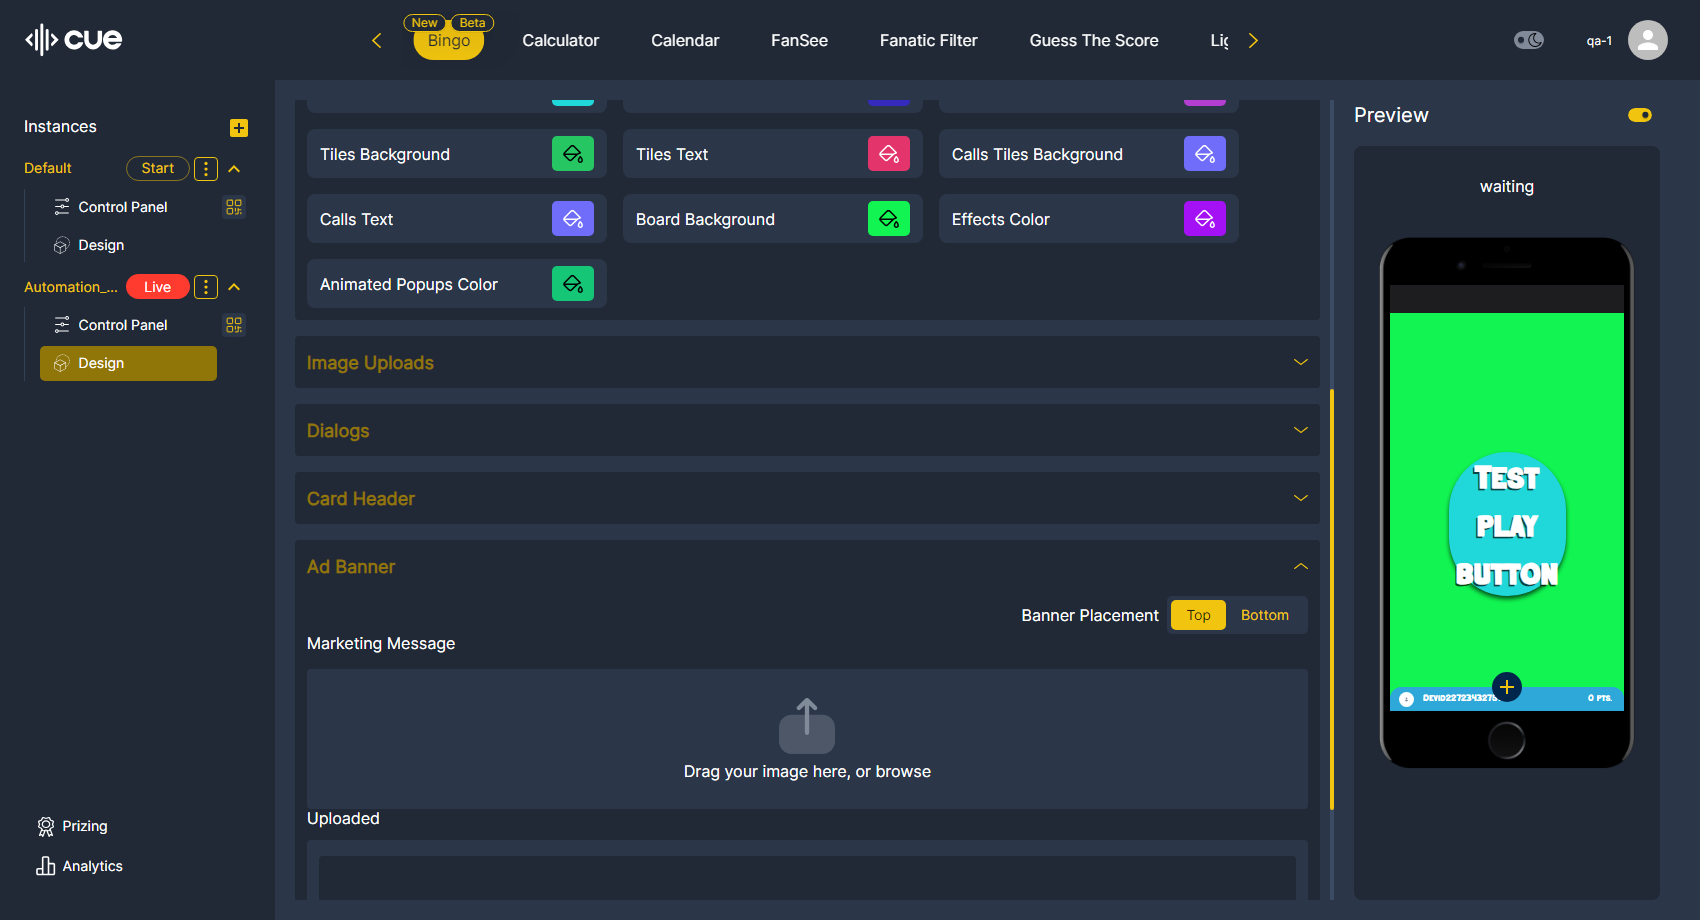 cue
New Beta
Bingo Calculator Calendar FanSee Fanatic Filter Guess The Score
qa-1
Instances
Default Start
Control Panel
Design
Automation_... Live
Control Panel
Design
Prizing
Analytics
Tiles Background Tiles Text Calls Tiles Background
Calls Text Board Background Effects Color
Animated Popups Color
Image Uploads
Dialogs
Card Header
Ad Banner
Banner Placement Top Bottom
Marketing Message
Drag your image here, or browse
Uploaded
Preview
waiting
TEST
PLAY
BUTTON
0 PTS.